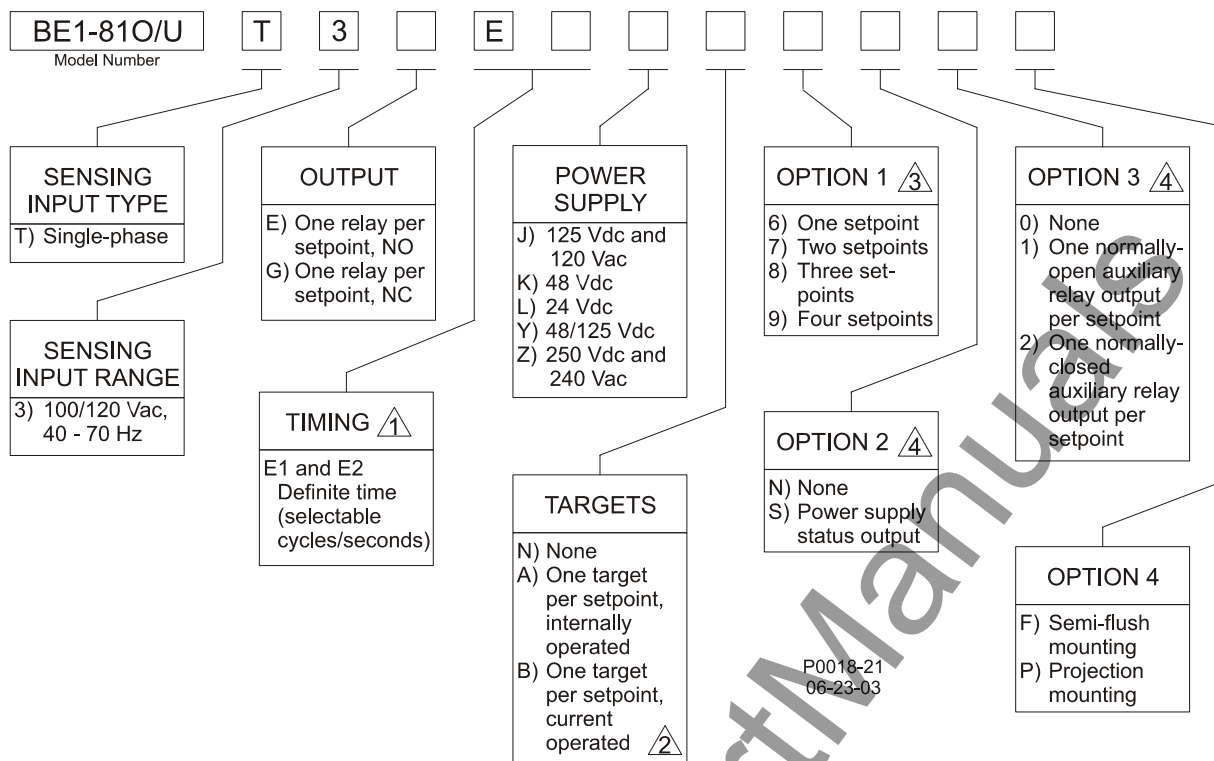 BE1-81O/U T 3 E
Model Number
SENSING
INPUT TYPE
T) Single-phase
SENSING
INPUT RANGE
3) 100/120 Vac,
40 - 70 Hz
OUTPUT
E) One relay per
setpoint, NO
G) One relay per
setpoint, NC
TIMING 1
E1 and E2
Definite time
(selectable
cycles/seconds)
POWER
SUPPLY
J) 125 Vdc and
120 Vac
K) 48 Vdc
L) 24 Vdc
Y) 48/125 Vdc
Z) 250 Vdc and
240 Vac
TARGETS
N) None
A) One target
per setpoint,
internally
operated
B) One target
per setpoint,
current
operated 2
OPTION 1 3
6) One setpoint
7) Two setpoints
8) Three set-
points
9) Four setpoints
OPTION 2 4
N) None
S) Power supply
status output
P0018-21
06-23-03
OPTION 3 4
0) None
1) One normally-
open auxiliary
relay output
per setpoint
2) One normally-
closed
auxiliary relay
output per
setpoint
OPTION 4
F) Semi-flush
mounting
P) Projection
mounting
rtManuals